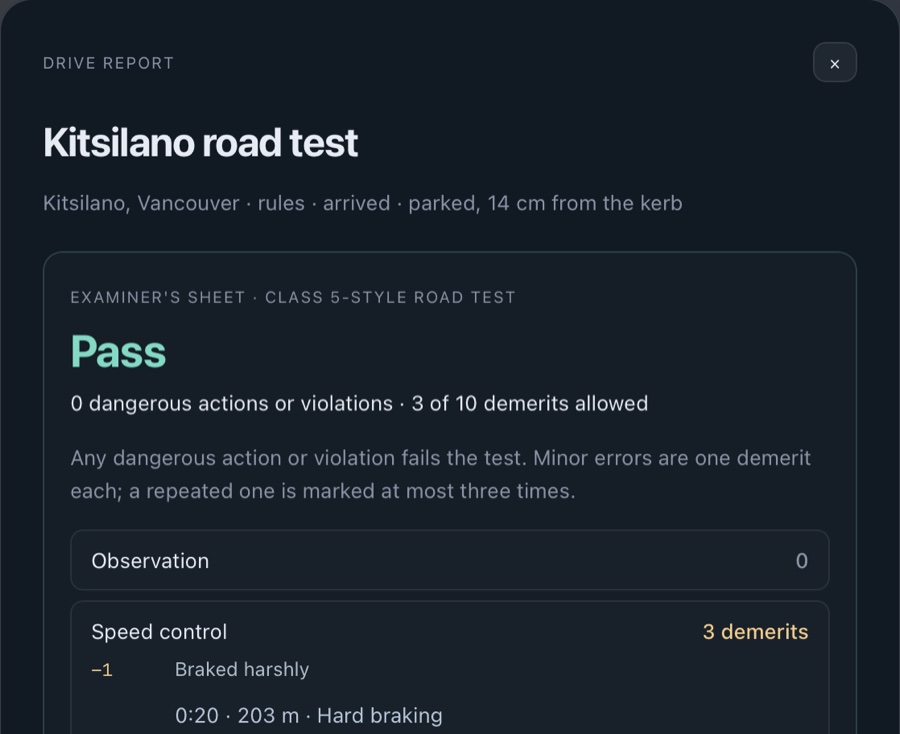 DRIVE REPORT
×
Kitsilano road test
Kitsilano, Vancouver · rules · arrived · parked, 14 cm from the kerb
EXAMINER'S SHEET · CLASS 5-STYLE ROAD TEST
Pass
0 dangerous actions or violations · 3 of 10 demerits allowed
Any dangerous action or violation fails the test. Minor errors are one demerit
each; a repeated one is marked at most three times.
Observation 0
Speed control 3 demerits
−1 Braked harshly
0:20 · 203 m · Hard braking